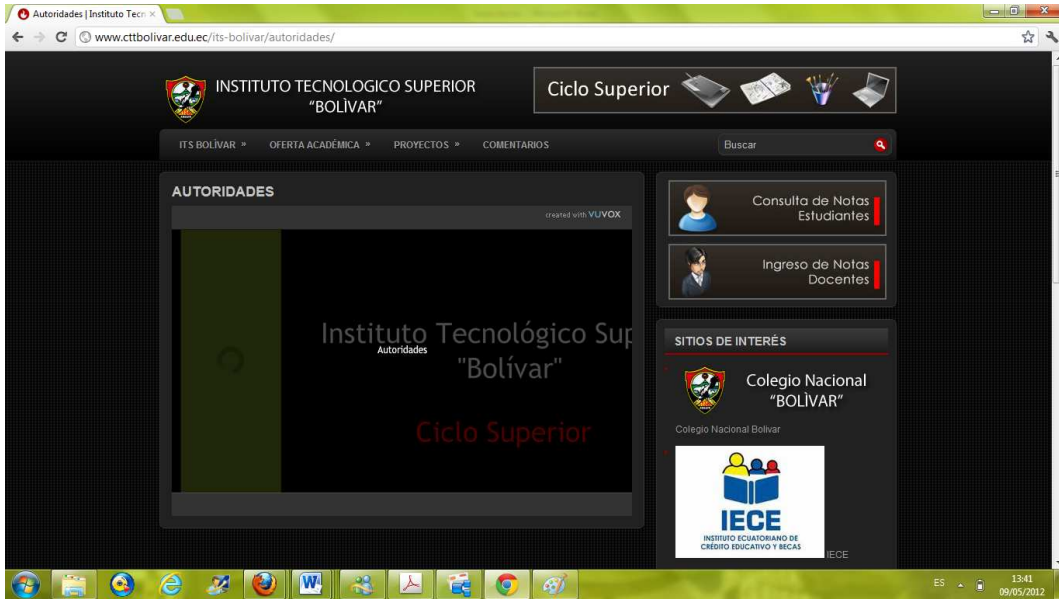 Autoridades | Instituto Tecn
www.cttbolivar.edu.ec/its-bolivar/autoridades/
INSTITUTO TECNOLOGICO SUPERIOR
"BOLÌVAR"
Ciclo Superior
ITS BOLÍVAR » OFERTA ACADÉMICA » PROYECTOS » COMENTARIOS
Buscar
AUTORIDADES
created with VUVOX
Instituto Tecnológico Sup
Autoridades
"Bolívar"
Ciclo Superior
Consulta de Notas
Estudiantes
Ingreso de Notas
Docentes
SITIOS DE INTERÉS
Colegio Nacional
"BOLÌVAR"
Colegio Nacional Bolivar
IECE
INSTITUTO ECUATORIANO DE
CRÉDITO EDUCATIVO Y BECAS
IECE
ES
13:41
09/05/2012